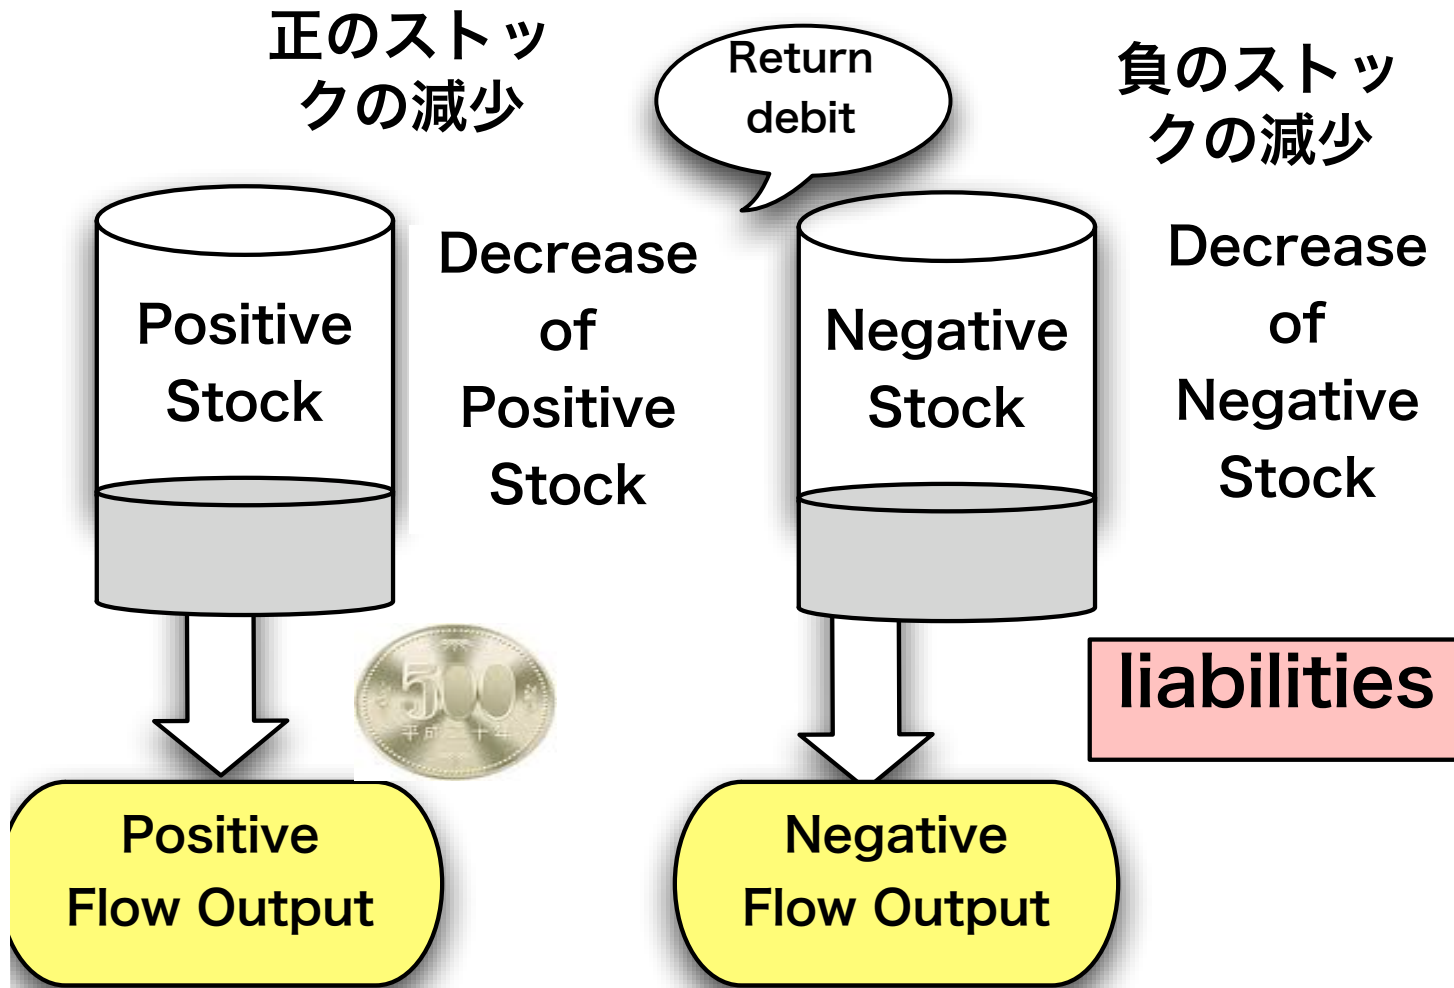 正のストッ
クの減少
Return
debit
負のストッ
クの減少
Positive
Stock
Decrease
of
Positive
Stock
Negative
Stock
Decrease
of
Negative
Stock
500
liabilities
Positive
Flow Output
Negative
Flow Output